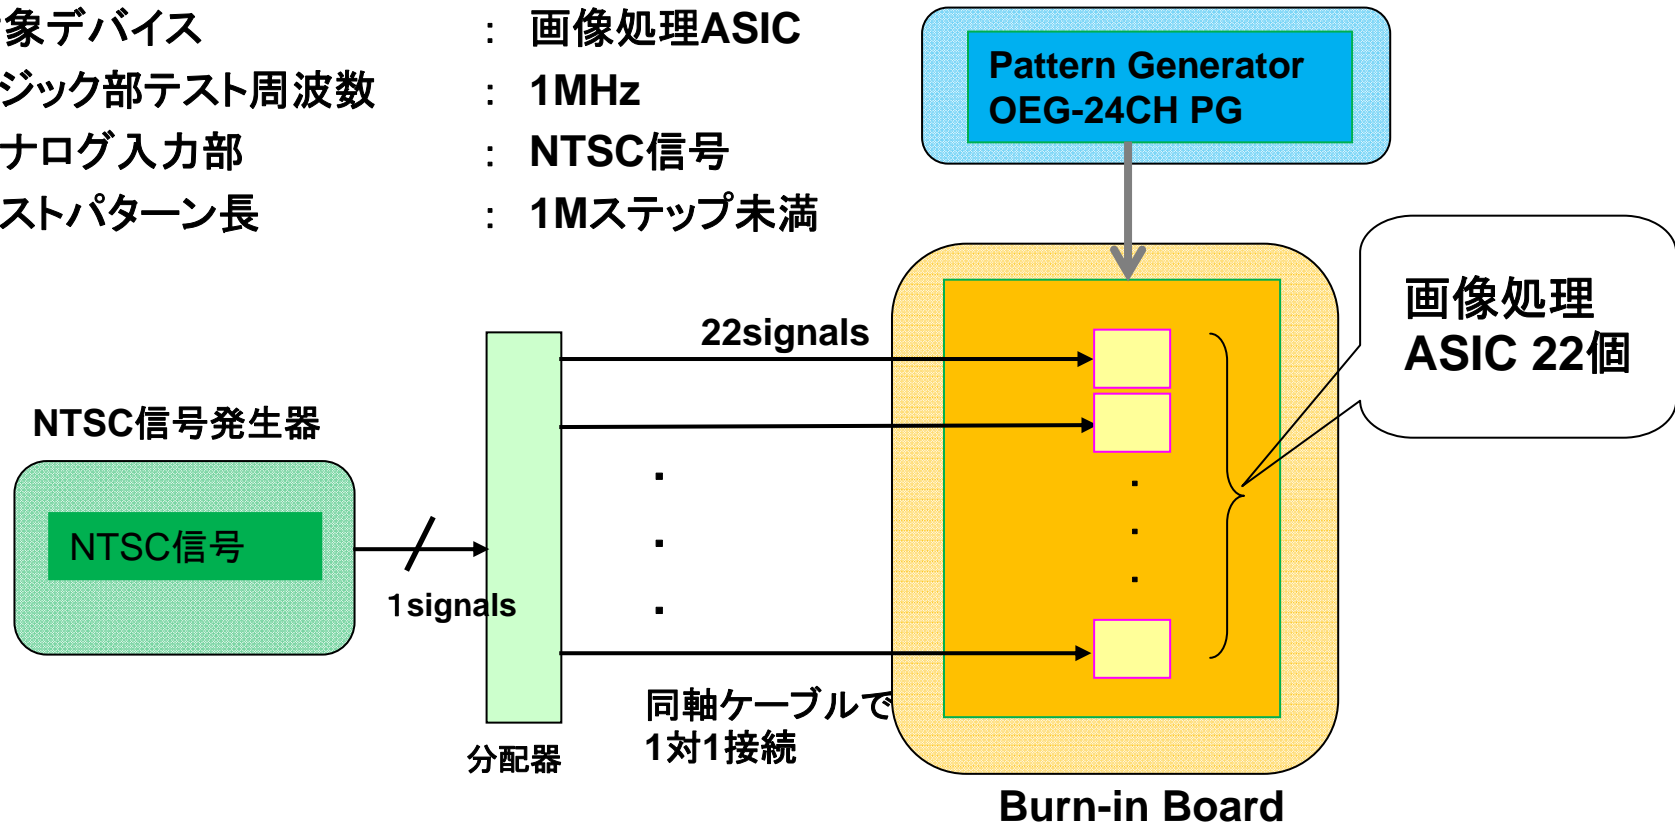 象デバイス : 画像処理ASIC
ジック部テスト周波数 : 1MHz
ナログ入力部 : NTSC信号
ストパターン長 : 1Mステップ未満
Pattern Generator
OEG-24CH PG
画像処理
ASIC 22個
22signals
NTSC信号発生器
NTSC信号
1signals
同軸ケーブルで
1対1接続
分配器
Burn-in Board